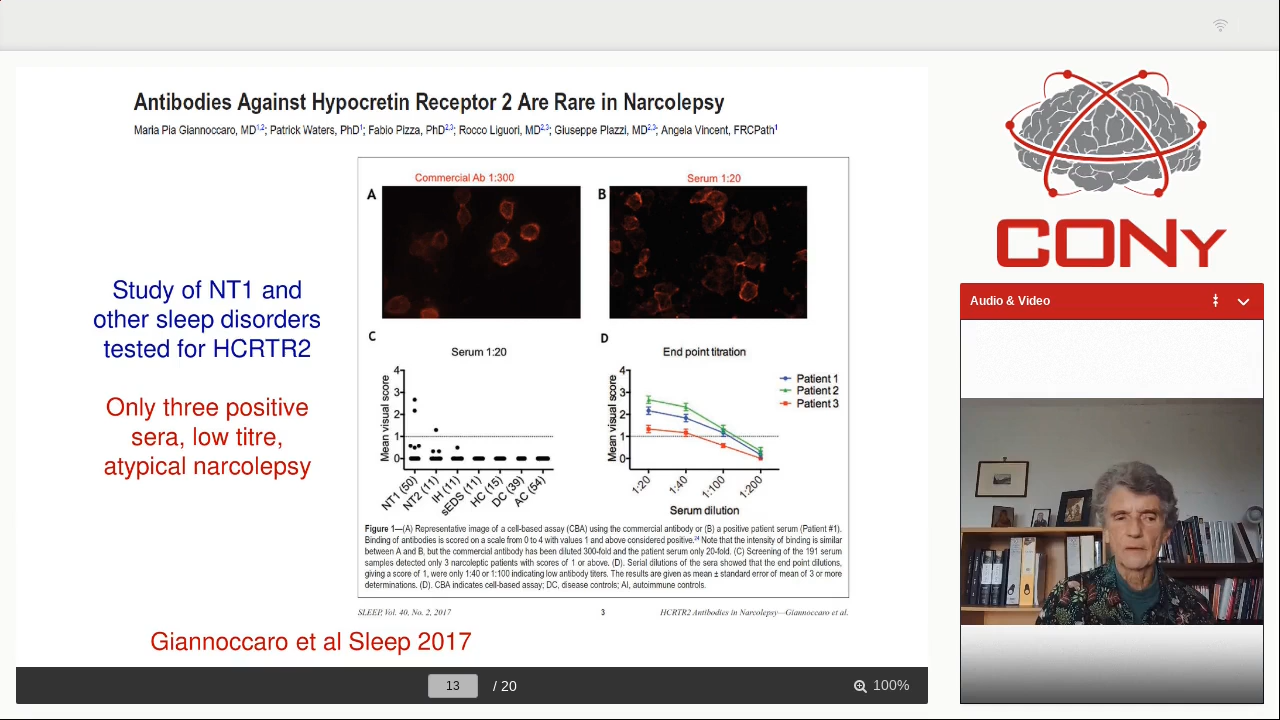 Antibodies Against Hypocretin Receptor 2 Are Rare in Narcolepsy
Maria Pia Giannoccaro, MD1,2; Patrick Waters, PhD1; Fabio Pizza, PhD2,3; Rocco Liguori, MD2,3; Giuseppe Plazzi, MD2,3; Angela Vincent, FRCPath1
Study of NT1 and
other sleep disorders
tested for HCRTR2
Only three positive
sera, low titre,
atypical narcolepsy
Commercial Ab 1:300
A
Serum 1:20
B
C
Serum 1:20
Mean visual score
4
3
2
1
0
NT1 (50)
NT2 (11)
IH (11)
sEDS (11)
HC (15)
DC (39)
AC (54)
D
End point titration
Mean visual score
4
3
2
1
0
1:20
1:40
1:100
1:200
Serum dilution
Patient 1
Patient 2
Patient 3
Figure 1—(A) Representative image of a cell-based assay (CBA) using the commercial antibody or (B) a positive patient serum (Patient #1).
Binding of antibodies is scored on a scale from 0 to 4 with values 1 and above considered positive.24 Note that the intensity of binding is similar
between A and B, but the commercial antibody has been diluted 300-fold and the patient serum only 20-fold. (C) Screening of the 191 serum
samples detected only 3 narcoleptic patients with scores of 1 or above. (D). Serial dilutions of the sera showed that the end point dilutions,
giving a score of 1, were only 1:40 or 1:100 indicating low antibody titers. The results are given as mean ± standard error of mean of 3 or more
determinations. (D). CBA indicates cell-based assay; DC, disease controls; AI, autoimmune controls.
SLEEP, Vol. 40, No. 2, 2017
3
HCRTR2 Antibodies in Narcolepsy—Giannoccaro et al.
Giannoccaro et al Sleep 2017
13
/ 20
100%
CONy
Audio & Video